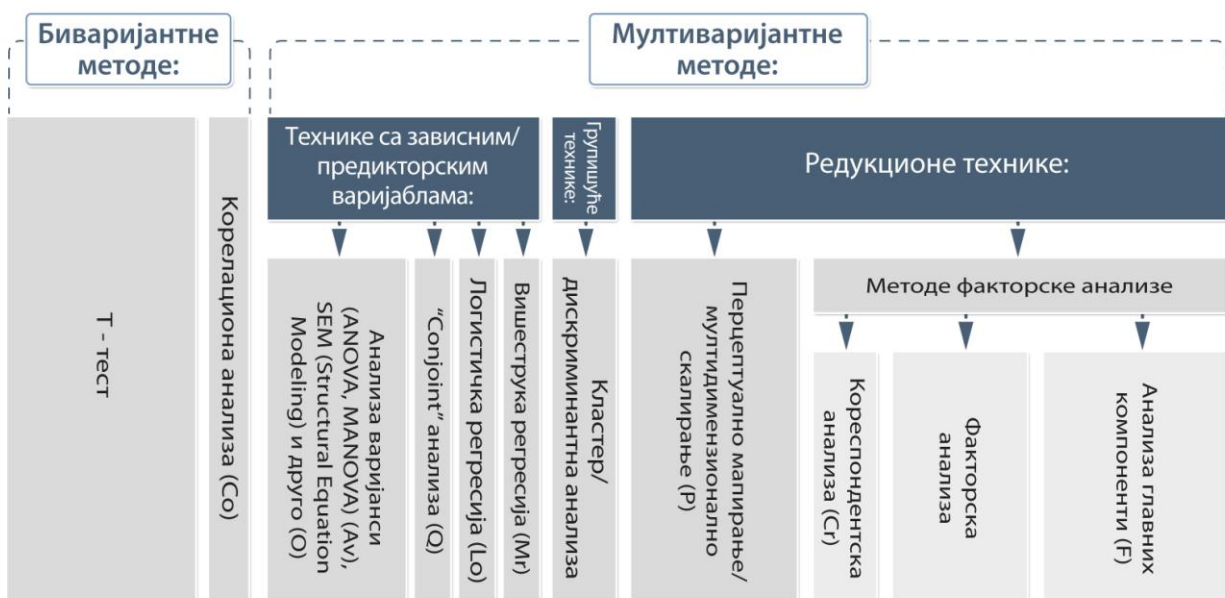 Биваријантне
методе:
Мултиваријантне
методе:
Т - тест
Корелациона анализа (Co)
Технике са зависним/
предикторским
варијаблама:
Групишуће
технике:
Редукционе технике:
Анализа варијанси
(ANOVA, MANOVA) (Av),
SEM (Structural Equation
Modeling) и друго (O)
“Conjoint” анализа (Q)
Логистичка регресија (Lo)
Вишеструка регресија (Mr)
Кластер/
дискриминантна анализа
Перцептуално мапирање/
мултидимензионално
скалирање (P)
Методе факторске анализе
Кореспондентска
анализа (Cr)
Факторска
анализа
Анализа главних
компоненти (F)